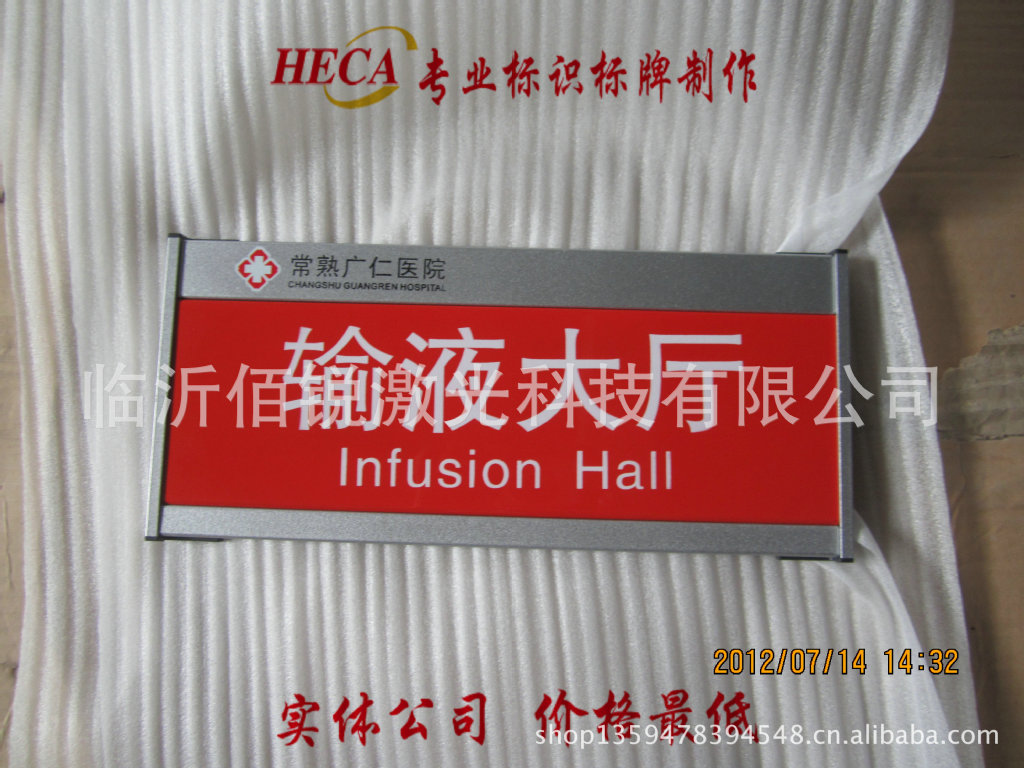 HECA 专业标识标牌制作
常熟广仁医院
CHANGSHU GUANGREN HOSPITAL
输液大厅
临沂佰锐激光科技有限公司
Infusion Hall
2012/07/14 14:32
实体公司 价格最低
shop13594478394548.cn.alibaba.com